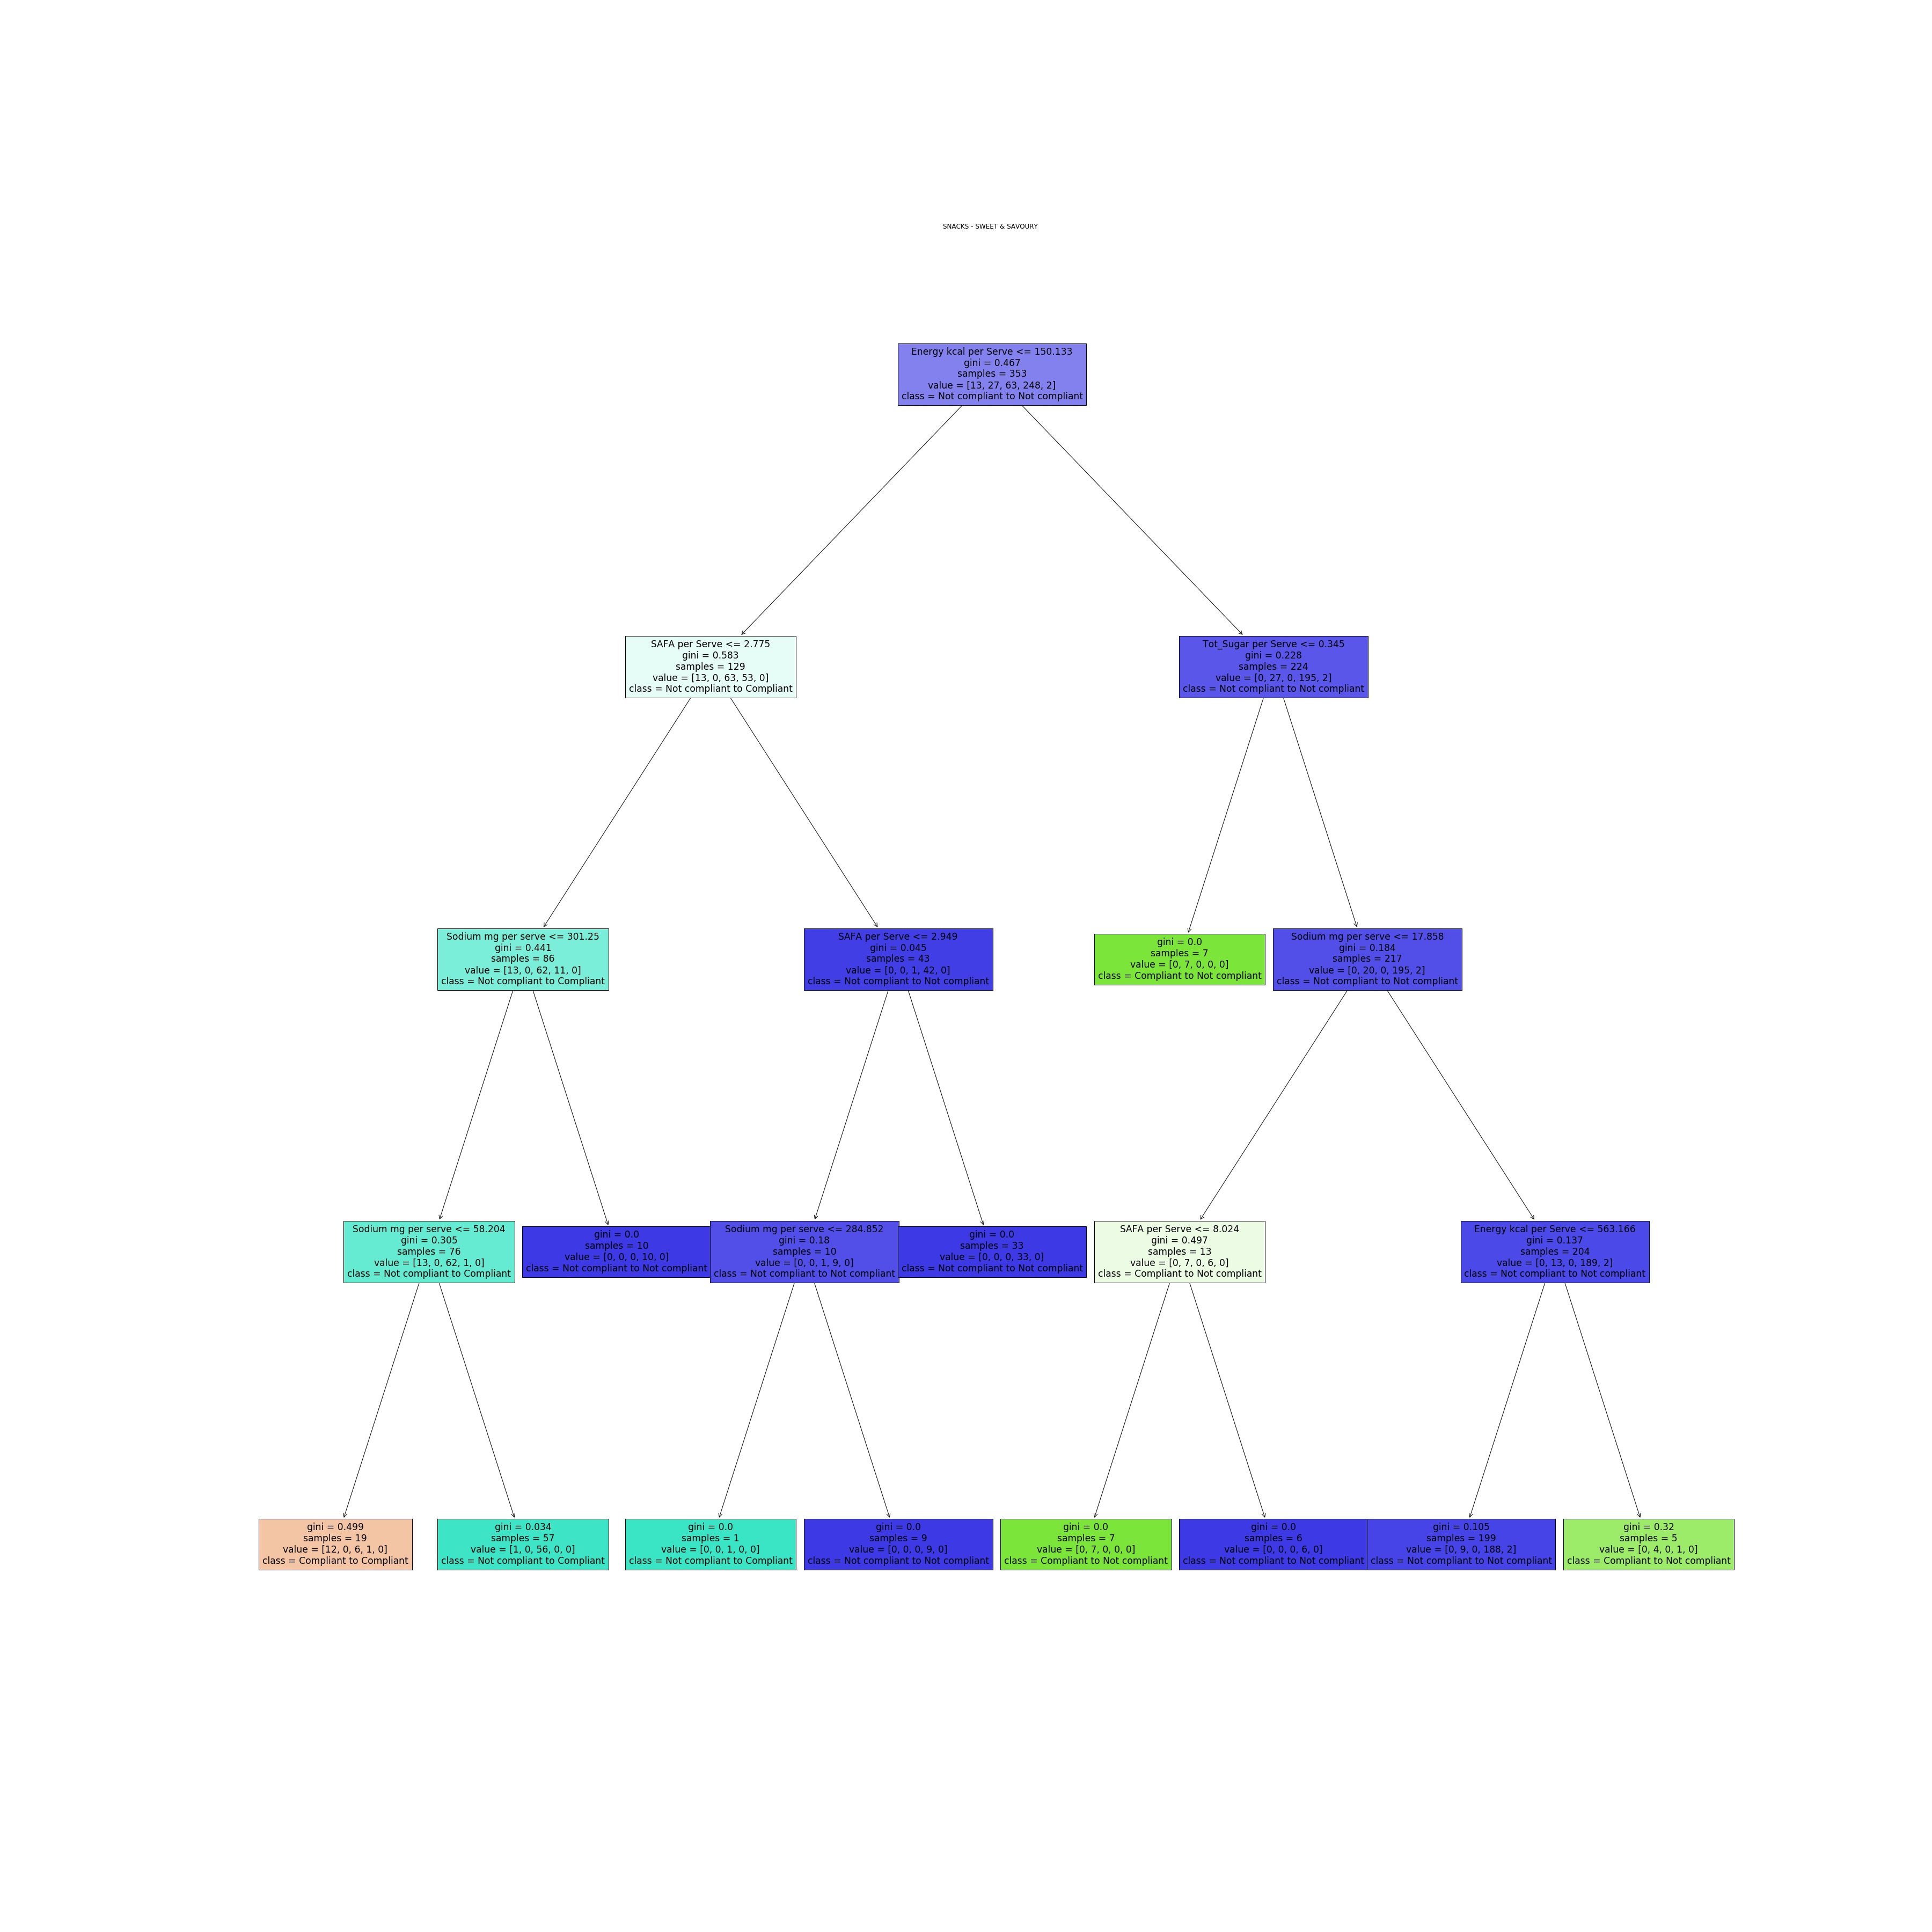 SNACKS - SWEET & SAVOURY
Energy kcal per Serve <= 150.133
gini = 0.467
samples = 353
value = [13, 27, 63, 248, 2]
class = Not compliant to Not compliant
SAFA per Serve <= 2.775
gini = 0.583
samples = 129
value = [13, 0, 63, 53, 0]
class = Not compliant to Compliant
Tot_Sugar per Serve <= 0.345
gini = 0.228
samples = 224
value = [0, 27, 0, 195, 2]
class = Not compliant to Not compliant
Sodium mg per serve <= 301.25
gini = 0.441
samples = 86
value = [13, 0, 62, 11, 0]
class = Not compliant to Compliant
SAFA per Serve <= 2.949
gini = 0.045
samples = 43
value = [0, 0, 1, 42, 0]
class = Not compliant to Not compliant
gini = 0.0
samples = 7
value = [0, 7, 0, 0, 0]
class = Compliant to Not compliant
Sodium mg per serve <= 17.858
gini = 0.184
samples = 217
value = [0, 20, 0, 195, 2]
class = Not compliant to Not compliant
Sodium mg per serve <= 58.204
gini = 0.305
samples = 76
value = [13, 0, 62, 1, 0]
class = Not compliant to Compliant
gini = 0.0
samples = 10
value = [0, 0, 0, 10, 0]
class = Not compliant to Not compliant
Sodium mg per serve <= 284.852
gini = 0.18
samples = 10
value = [0, 0, 1, 9, 0]
class = Not compliant to Not compliant
gini = 0.0
samples = 33
value = [0, 0, 0, 33, 0]
class = Not compliant to Not compliant
SAFA per Serve <= 8.024
gini = 0.497
samples = 13
value = [0, 7, 0, 6, 0]
class = Compliant to Not compliant
Energy kcal per Serve <= 563.166
gini = 0.137
samples = 204
value = [0, 13, 0, 189, 2]
class = Not compliant to Not compliant
gini = 0.499
samples = 19
value = [12, 0, 6, 1, 0]
class = Compliant to Compliant
gini = 0.034
samples = 57
value = [1, 0, 56, 0, 0]
class = Not compliant to Compliant
gini = 0.0
samples = 1
value = [0, 0, 1, 0, 0]
class = Not compliant to Compliant
gini = 0.0
samples = 9
value = [0, 0, 0, 9, 0]
class = Not compliant to Not compliant
gini = 0.0
samples = 7
value = [0, 7, 0, 0, 0]
class = Compliant to Not compliant
gini = 0.0
samples = 6
value = [0, 0, 0, 6, 0]
class = Not compliant to Not compliant
gini = 0.105
samples = 199
value = [0, 9, 0, 188, 2]
class = Not compliant to Not compliant
gini = 0.32
samples = 5
value = [0, 4, 0, 1, 0]
class = Compliant to Not compliant